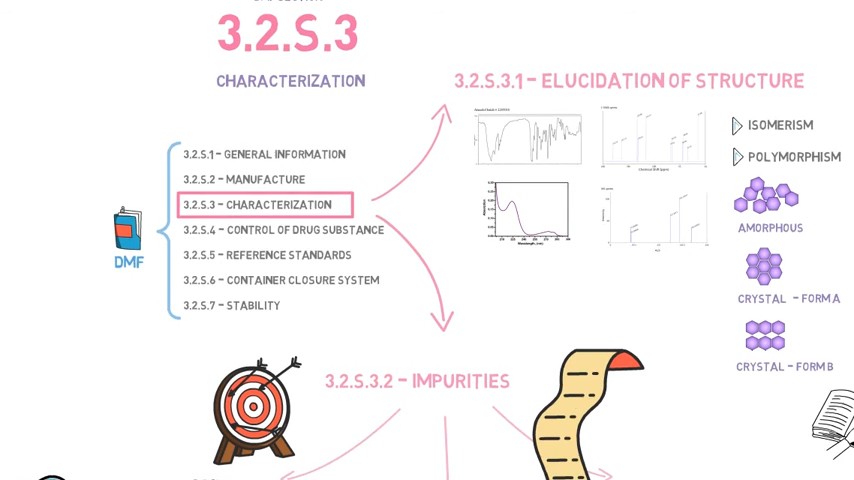 3.2.S.3
CHARACTERIZATION
3.2.S.3.1 - ELUCIDATION OF STRUCTURE
ISOMERISM
POLYMORPHISM
3.2.S.1 - GENERAL INFORMATION
3.2.S.2 - MANUFACTURE
3.2.S.3 - CHARACTERIZATION
3.2.S.4 - CONTROL OF DRUG SUBSTANCE
3.2.S.5 - REFERENCE STANDARDS
3.2.S.6 - CONTAINER CLOSURE SYSTEM
3.2.S.7 - STABILITY
DMF
AMORPHOUS
CRYSTAL - FORM A
CRYSTAL - FORM B
3.2.S.3.2 - IMPURITIES